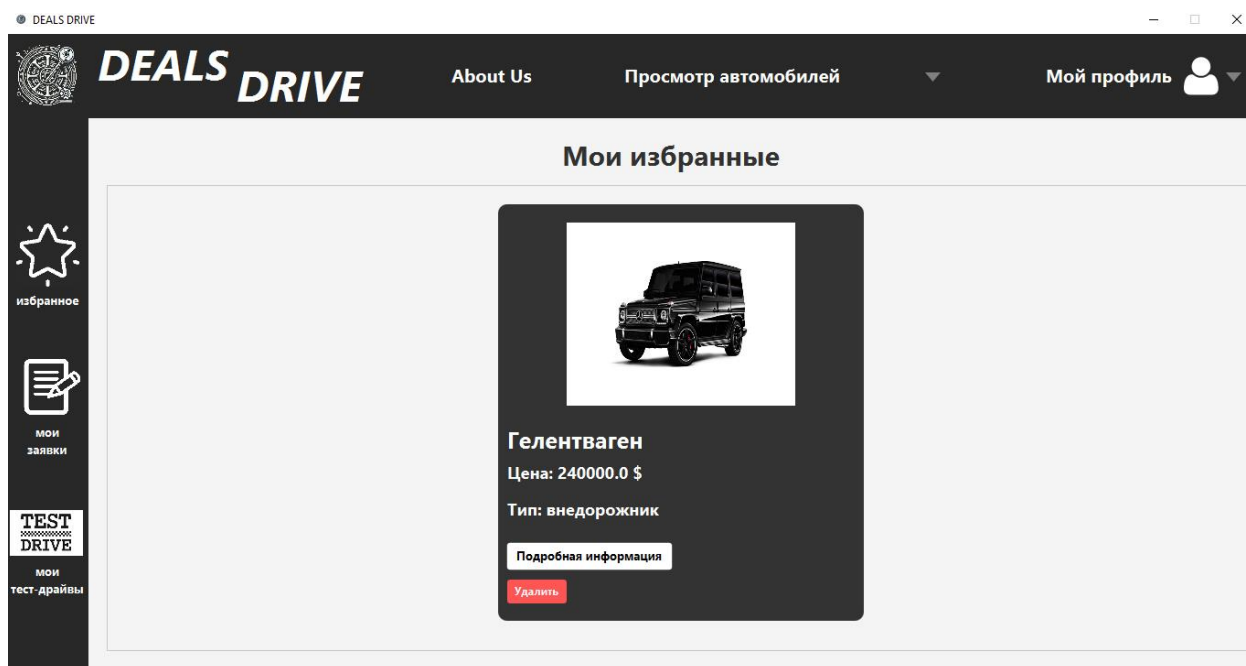 DEALS DRIVE
DEALS
DRIVE
About Us
Просмотр автомобилей
Мой профиль
Мои избранные
избранное
мои
заявки
TEST
DRIVE
мои
тест-драйвы
Гелентваген
Цена: 240000.0 $
Тип: внедорожник
Подробная информация
Удалить